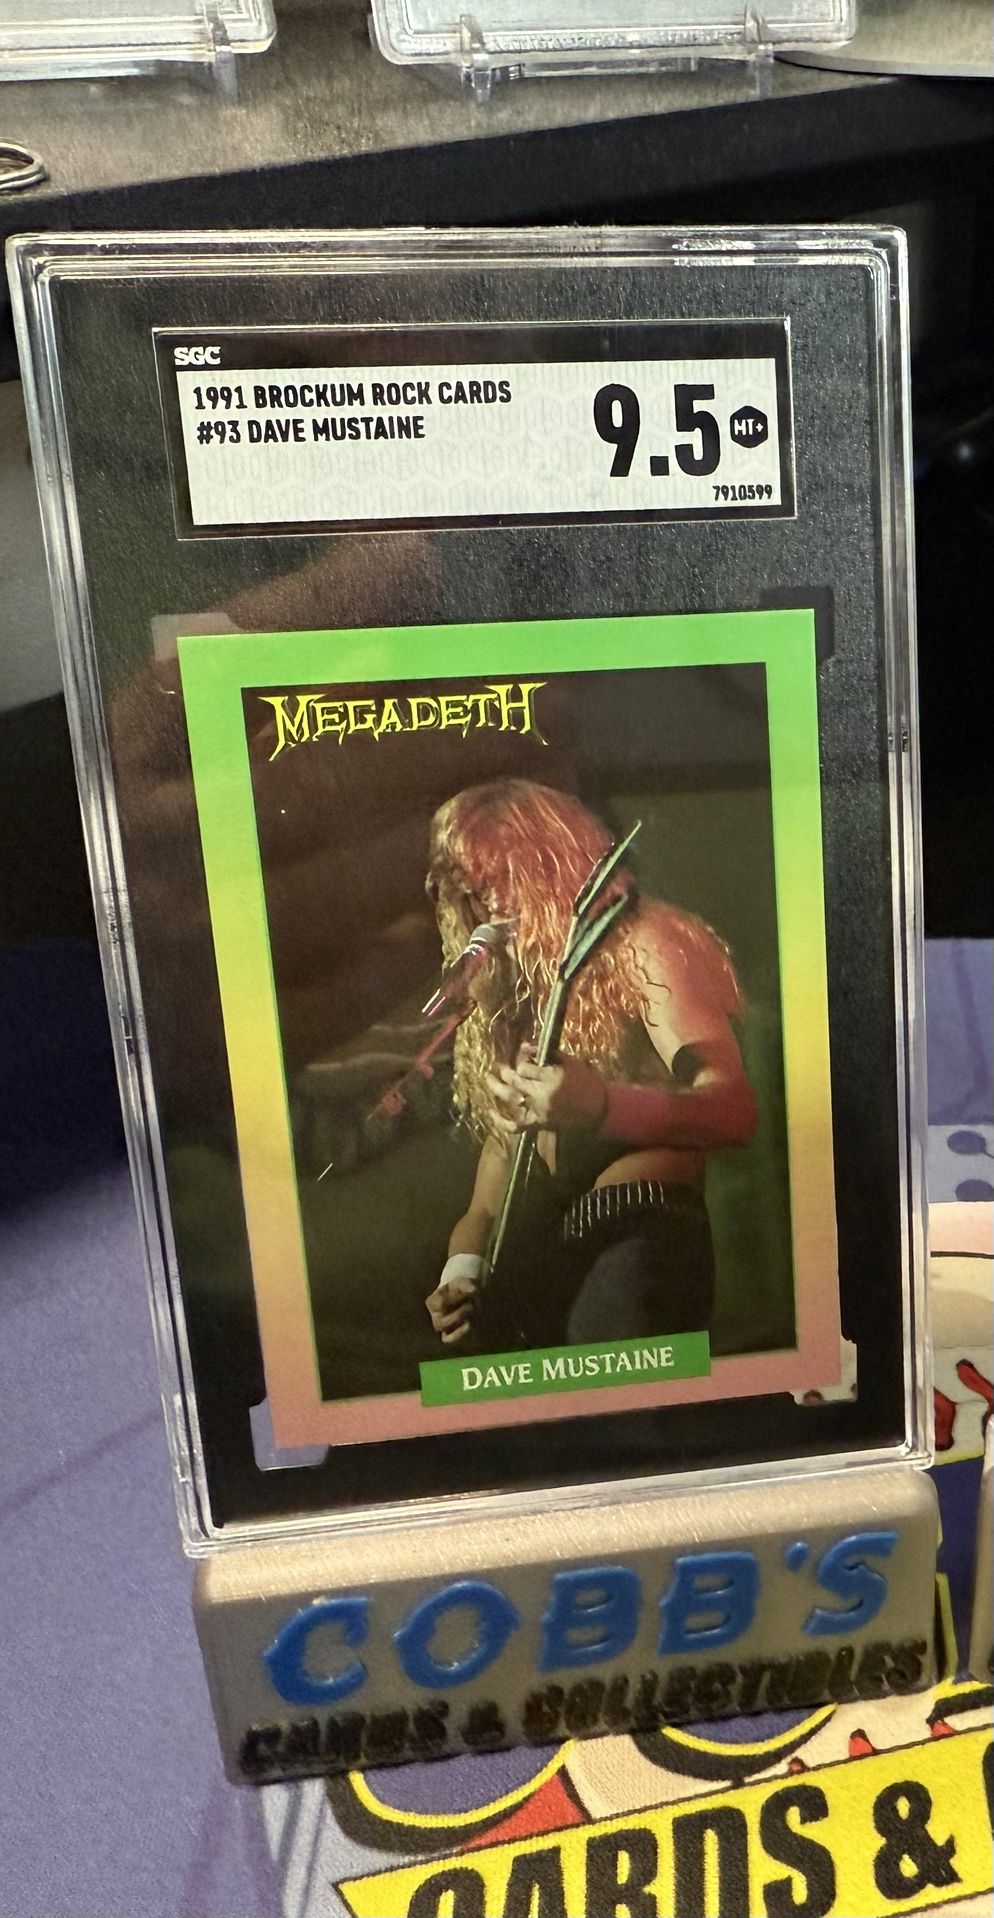 SGC
1991 BROCKUM ROCK CARDS
#93 DAVE MUSTAINE
9.5 MT+
7910599
MEGADETH
DAVE MUSTAINE
COBB'S
CARDS & COLLECTIBLES
CARDS &